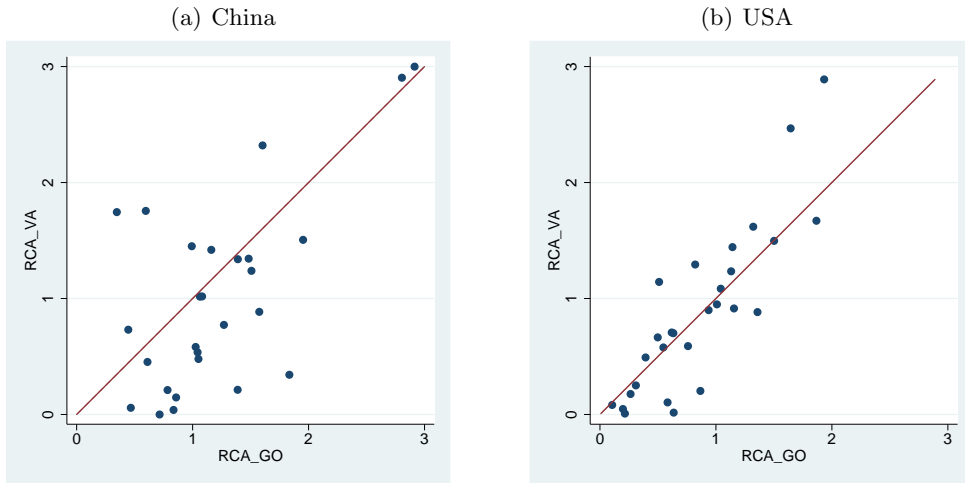 (a) China
3
2
1
0
RCA_VA
0 1 2 3
RCA_GO
(b) USA
3
2
1
0
RCA_VA
0 1 2 3
RCA_GO